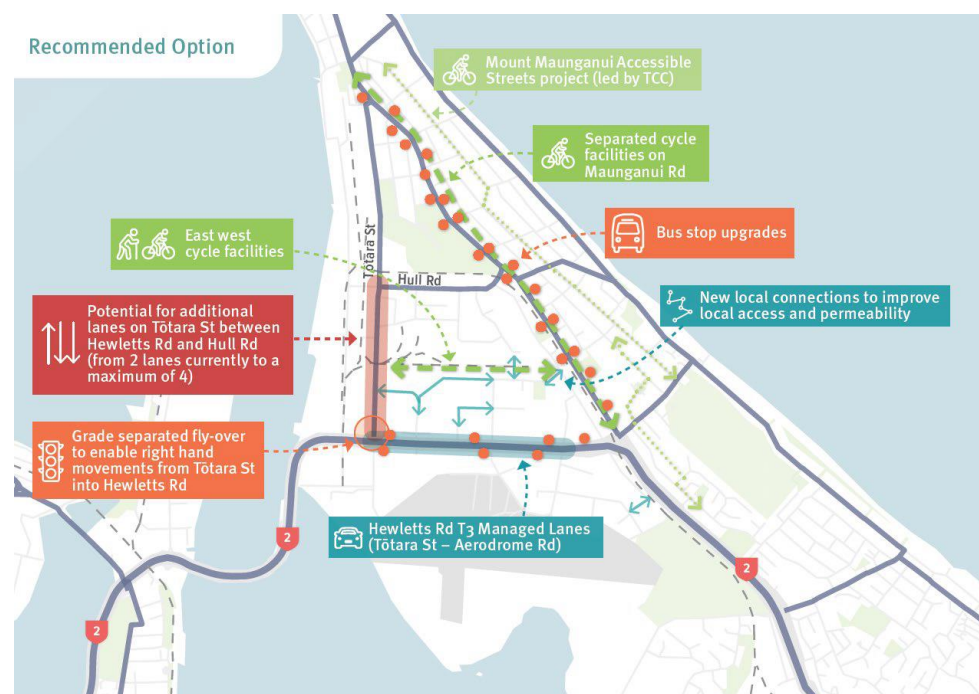 Recommended Option
Mount Maunganui Accessible
Streets project (led by TCC)
Separated cycle
facilities on
Maunganui Rd
East west
cycle facilities
Tōtara St
Bus stop upgrades
Hull Rd
New local connections to improve
local access and permeability
Potential for additional
lanes on Tōtara St between
Hewletts Rd and Hull Rd
(from 2 lanes currently to a
maximum of 4)
Grade separated fly-over
to enable right hand
movements from Tōtara St
into Hewletts Rd
Hewletts Rd T3 Managed Lanes
(Tōtara St – Aerodrome Rd)
2
2
2